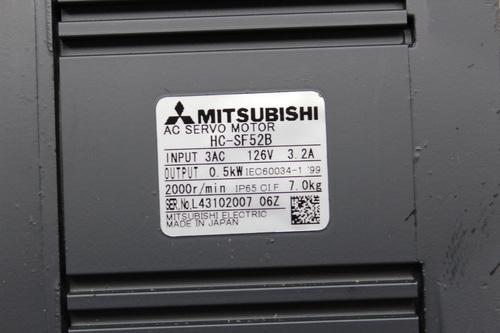 MITSUBISHI
AC SERVO MOTOR
HC-SF52B
INPUT 3AC 126V 3.2A
OUTPUT 0.5kW IEC60034-1 '99
2000r/min IP65 Cl.F 7.0kg
SER.No.L43102007 06Z
MITSUBISHI ELECTRIC
MADE IN JAPAN